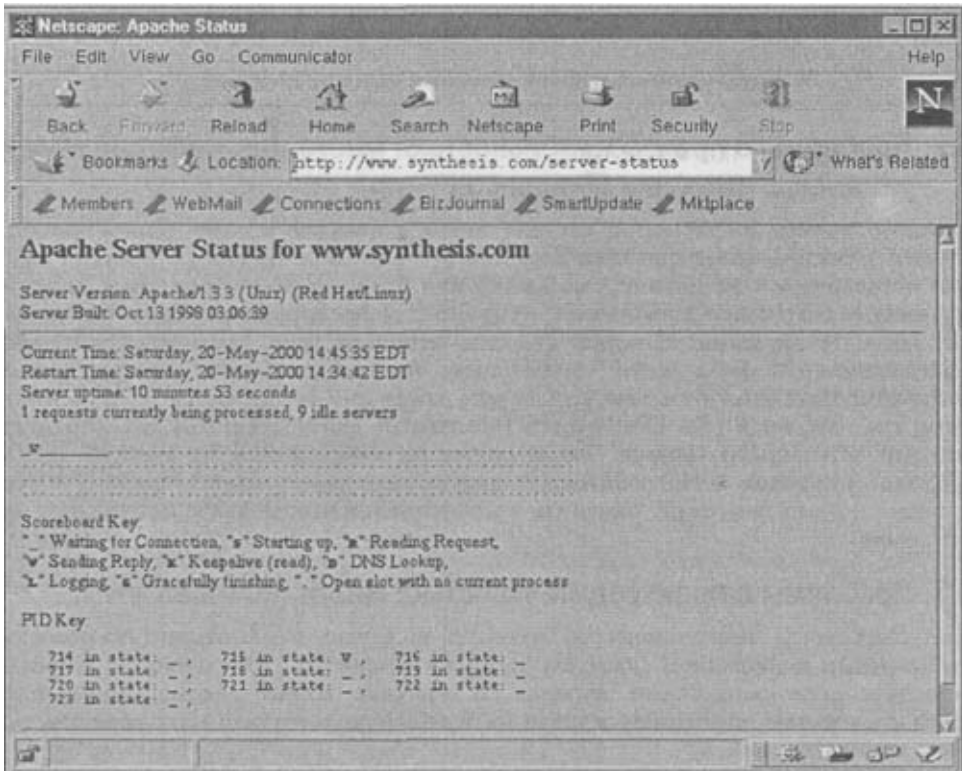 Netscape: Apache Status
File Edit View Go Communicator Help
Back Forward Reload Home Search Netscape Print Security Stop
Bookmarks Location: http://www.synthesis.com/server-status What's Related
Members WebMail Connections BizJournal SmartUpdate Mktplace
Apache Server Status for www.synthesis.com
Server Version: Apache/1.3.3 (Unix) (Red Hat/Linux)
Server Built: Oct 13 1998 03:06:39
Current Time: Saturday, 20-May-2000 14:45:35 EDT
Restart Time: Saturday, 20-May-2000 14:34:42 EDT
Server uptime: 10 minutes 53 seconds
1 requests currently being processed, 9 idle servers
_W________
Scoreboard Key:
"_" Waiting for Connection, "S" Starting up, "R" Reading Request,
"W" Sending Reply, "K" Keepalive (read), "D" DNS Lookup,
"L" Logging, "G" Gracefully finishing, "." Open slot with no current process
PID Key
714 in state: _ , 715 in state: W , 716 in state: _
717 in state: _ , 718 in state: _ , 719 in state: _
720 in state: _ , 721 in state: _ , 722 in state: _
723 in state: _ ,